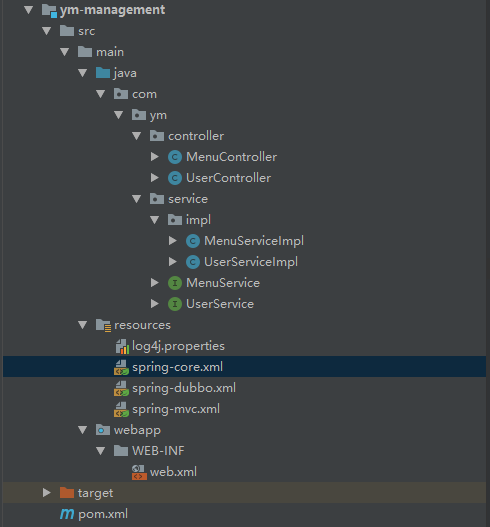 ym-management
src
main
java
com
ym
controller
MenuController
UserController
service
impl
MenuServiceImpl
UserServiceImpl
MenuService
UserService
resources
log4j.properties
spring-core.xml
spring-dubbo.xml
spring-mvc.xml
webapp
WEB-INF
web.xml
target
pom.xml